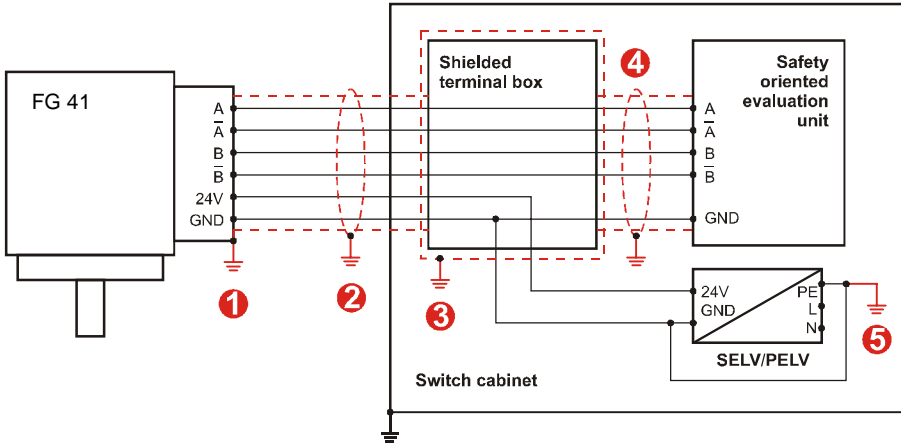 FG 41
A
A̅
B
B̅
24V
GND
1
2
Shielded
terminal box
3
4
Safety
oriented
evaluation
unit
A
A̅
B
B̅
GND
24V
GND
PE
L
N
5
SELV/PELV
Switch cabinet